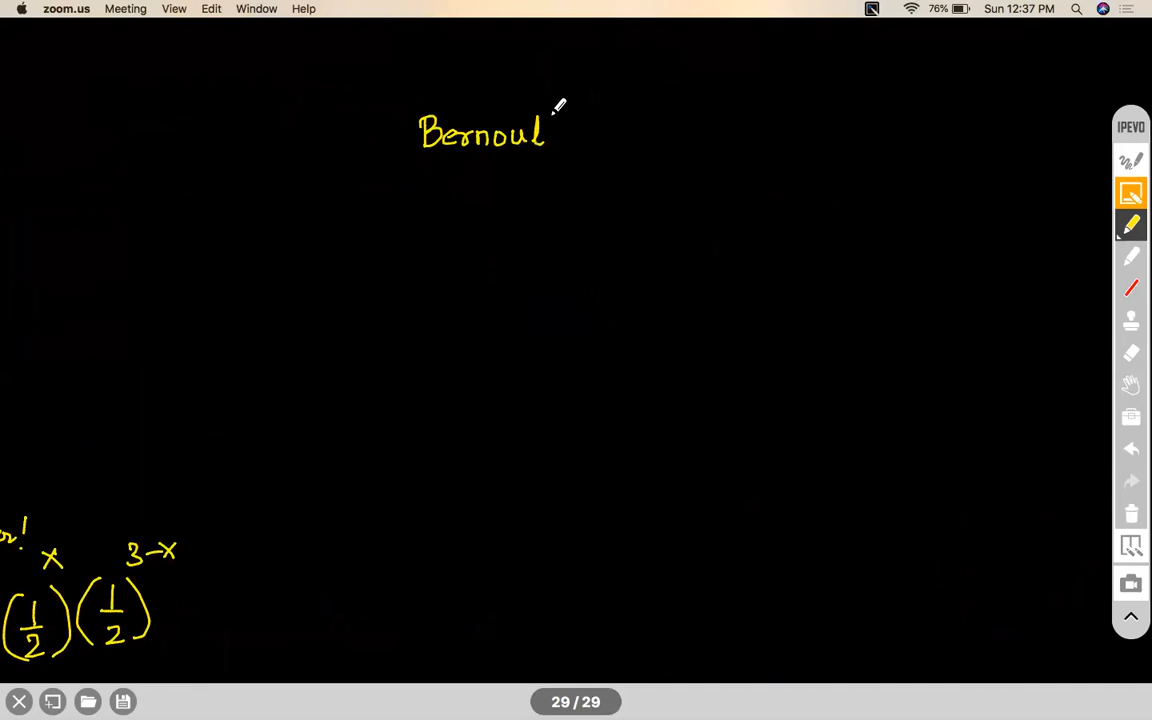 zoom.us Meeting View Edit Window Help 76% Sun 12:37 PM
Bernoul
IPEVO
x 3-x
(1/2) (1/2)
29 / 29